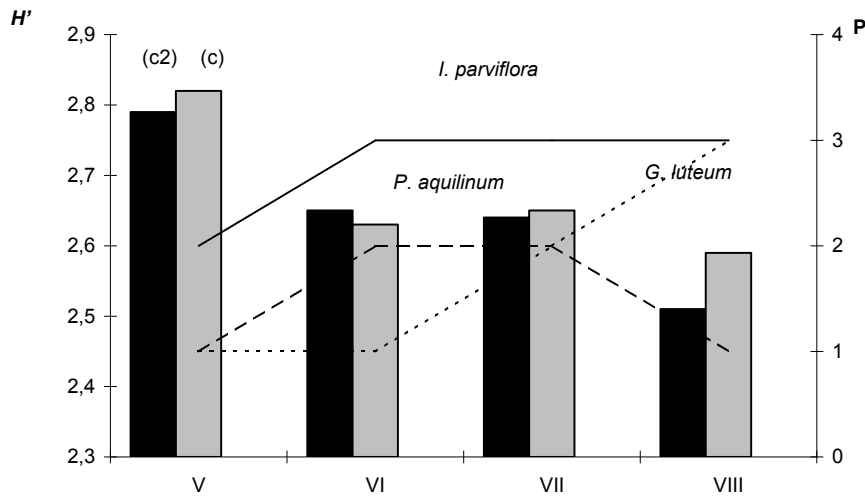 H’
P
2,9
4
(c2) (c)
I. parviflora
2,8
2,7
3
P. aquilinum
G. luteum
2,6
2
2,5
2,4
1
2,3
0
V VI VII VIII